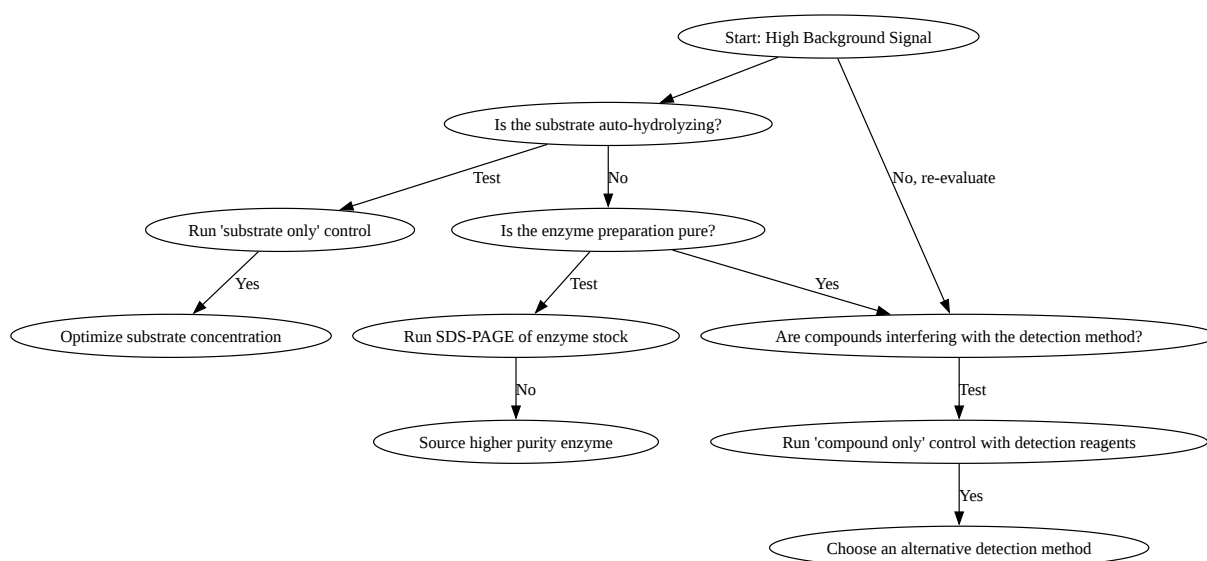 Start: High Background Signal
Is the substrate auto-hydrolyzing?
Test
No
No, re-evaluate
Run 'substrate only' control
Is the enzyme preparation pure?
Yes
Test
Yes
Optimize substrate concentration
Run SDS-PAGE of enzyme stock
Are compounds interfering with the detection method?
No
Test
Source higher purity enzyme
Run 'compound only' control with detection reagents
Yes
Choose an alternative detection method